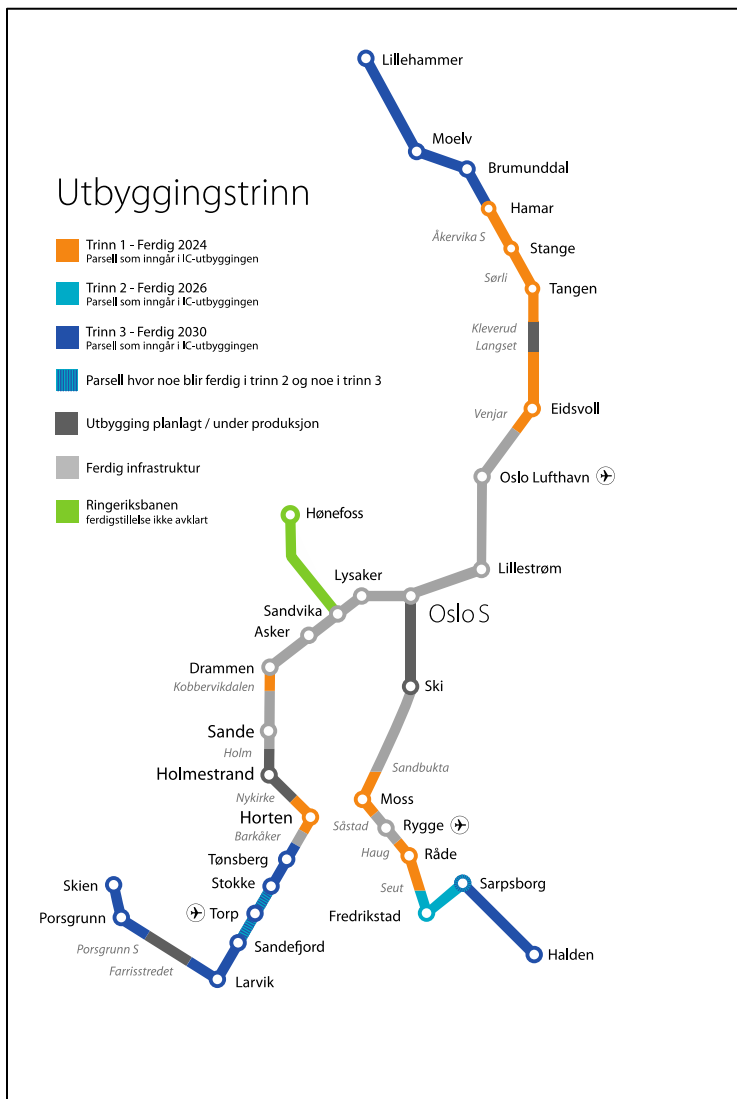 Utbyggingstrinn
Trinn 1 - Ferdig 2024
Parsell som inngår i IC-utbyggingen
Trinn 2 - Ferdig 2026
Parsell som inngår i IC-utbyggingen
Trinn 3 - Ferdig 2030
Parsell som inngår i IC-utbyggingen
Parsell hvor noe blir ferdig i trinn 2 og noe i trinn 3
Utbygging planlagt / under produksjon
Ferdig infrastruktur
Ringeriksbanen
ferdigstillelse ikke avklart
Lillehammer
Moelv
Brumunddal
Hamar
Åkervika S
Stange
Sørli
Tangen
Kleverud
Langset
Eidsvoll
Venjar
Oslo Lufthavn
Lillestrøm
Hønefoss
Lysaker
Oslo S
Sandvika
Asker
Drammen
Kobbervikdalen
Sande
Holm
Holmestrand
Nykirke
Horten
Barkåker
Tønsberg
Stokke
Torp
Sandefjord
Larvik
Farrisstredet
Porsgrunn S
Porsgrunn
Skien
Ski
Sandbukta
Moss
Såstad
Rygge
Haug
Råde
Seut
Fredrikstad
Sarpsborg
Halden